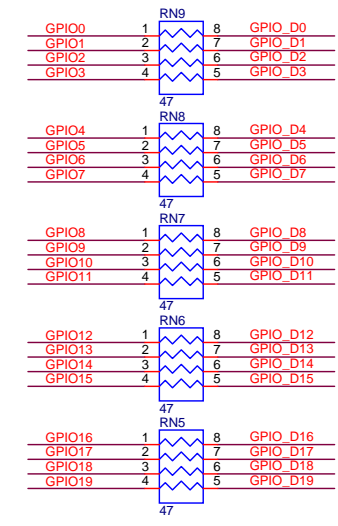 RN9
GPIO0 1 8 GPIO_D0
GPIO1 2 7 GPIO_D1
GPIO2 3 6 GPIO_D2
GPIO3 4 5 GPIO_D3
47
RN8
GPIO4 1 8 GPIO_D4
GPIO5 2 7 GPIO_D5
GPIO6 3 6 GPIO_D6
GPIO7 4 5 GPIO_D7
47
RN7
GPIO8 1 8 GPIO_D8
GPIO9 2 7 GPIO_D9
GPIO10 3 6 GPIO_D10
GPIO11 4 5 GPIO_D11
47
RN6
GPIO12 1 8 GPIO_D12
GPIO13 2 7 GPIO_D13
GPIO14 3 6 GPIO_D14
GPIO15 4 5 GPIO_D15
47
RN5
GPIO16 1 8 GPIO_D16
GPIO17 2 7 GPIO_D17
GPIO18 3 6 GPIO_D18
GPIO19 4 5 GPIO_D19
47